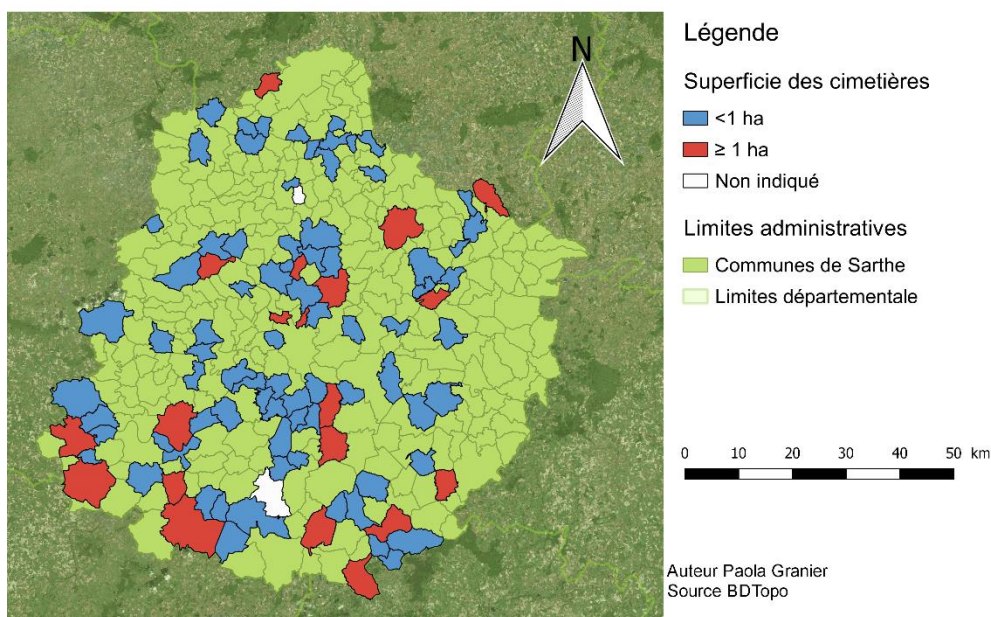 Légende
N
Superficie des cimetières
<1 ha
≥ 1 ha
Non indiqué
Limites administratives
Communes de Sarthe
Limites départementale
0 10 20 30 40 50 km
Auteur Paola Granier
Source BDTopo